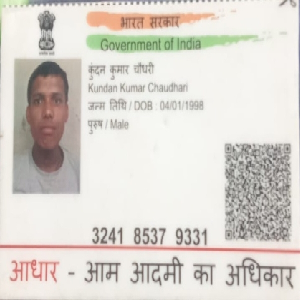 भारत सरकार
Government of India
कुंदन कुमार चौधरी
Kundan Kumar Chaudhari
जन्म तिथि / DOB : 04/01/1998
पुरुष / Male
3241 8537 9331
आधार - आम आदमी का अधिकार